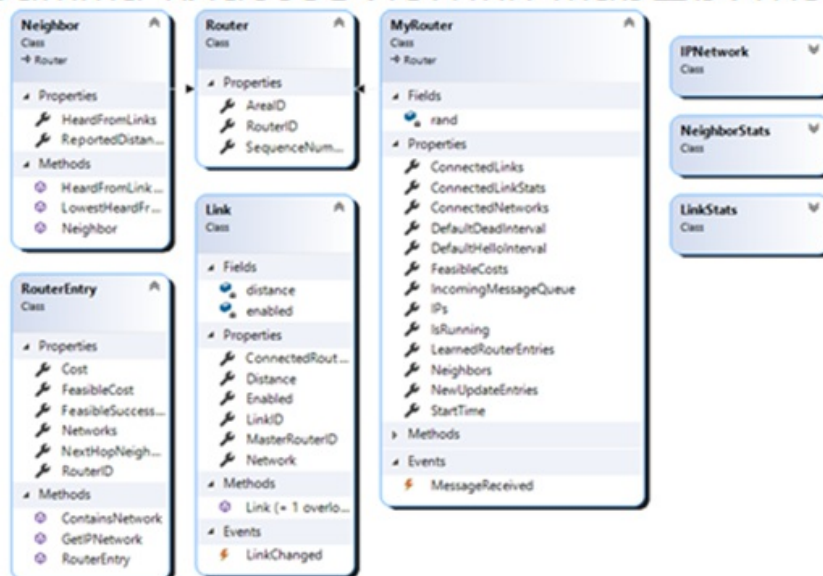 Neighbor
Class
Router
Properties
HeardFromLinks
ReportedDistan...
Methods
HeardFromLink...
LowestHeardFr...
Neighbor
Router
Class
Properties
AreaID
RouterID
SequenceNum...
MyRouter
Class
Router
Fields
rand
Properties
ConnectedLinks
ConnectedLinkStats
ConnectedNetworks
DefaultDeadInterval
DefaultHelloInterval
FeasibleCosts
IncomingMessageQueue
IPs
IsRunning
LearnedRouterEntries
Neighbors
NewUpdateEntries
StartTime
Methods
Events
MessageReceived
IPNetwork
Class
NeighborStats
Class
LinkStats
Class
RouterEntry
Class
Properties
Cost
FeasibleCost
FeasibleSuccess...
Networks
NextHopNeigh...
RouterID
Methods
ContainsNetwork
GetIPNetwork
RouterEntry
Link
Class
Fields
distance
enabled
Properties
ConnectedRout...
Distance
Enabled
LinkID
MasterRouterID
Network
Methods
Link (+ 1 overlo...
Events
LinkChanged